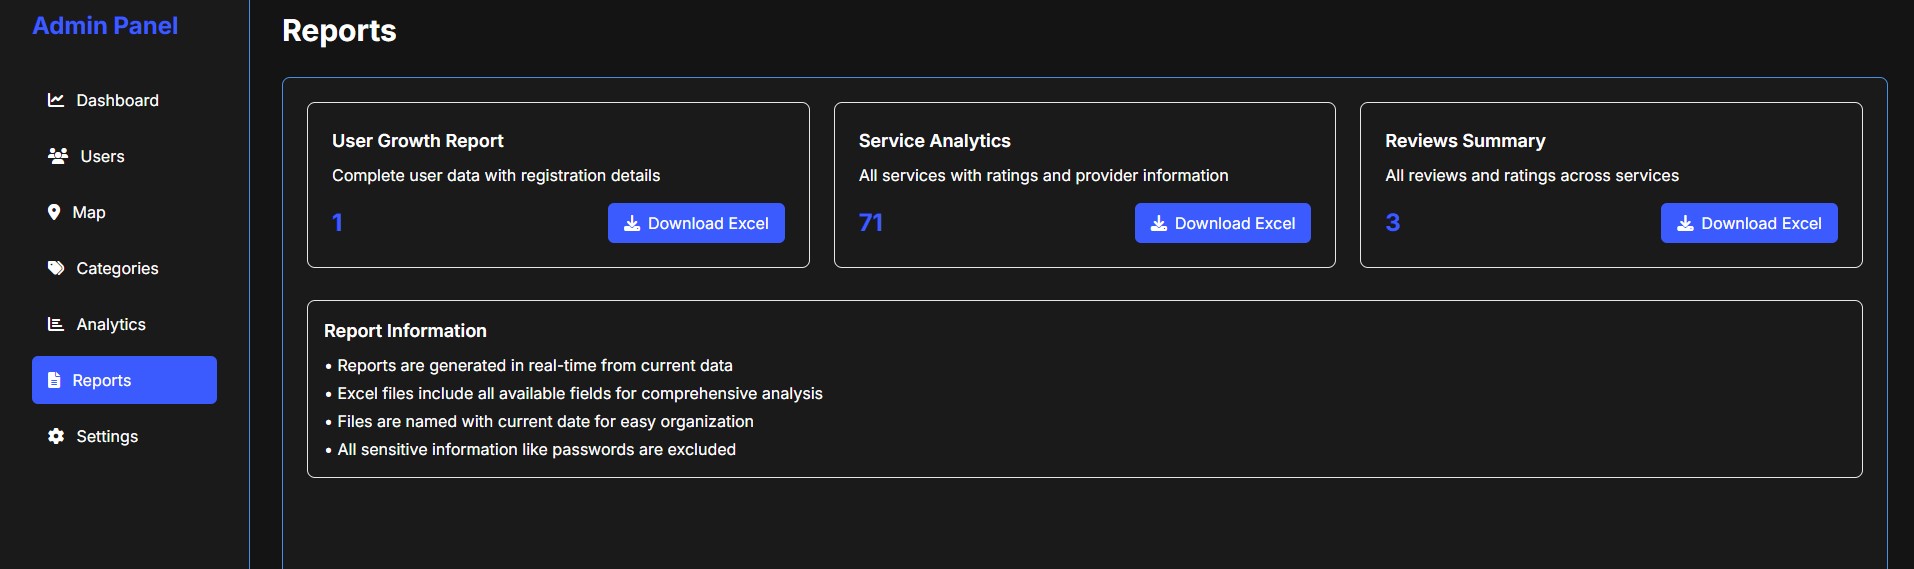 Admin Panel
Dashboard
Users
Map
Categories
Analytics
Reports
Settings
Reports
User Growth Report
Complete user data with registration details
1
Download Excel
Service Analytics
All services with ratings and provider information
71
Download Excel
Reviews Summary
All reviews and ratings across services
3
Download Excel
Report Information
• Reports are generated in real-time from current data
• Excel files include all available fields for comprehensive analysis
• Files are named with current date for easy organization
• All sensitive information like passwords are excluded